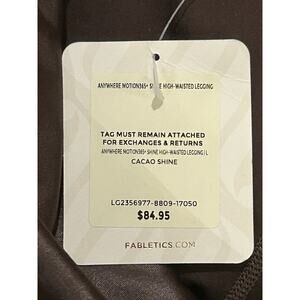 ANYWHERE MOTION365+ SHINE HIGH-WAISTED LEGGING
TAG MUST REMAIN ATTACHED
FOR EXCHANGES & RETURNS
ANYWHERE MOTION365+ SHINE HIGH-WAISTED LEGGING | L
CACAO SHINE
LG2356977-8809-17050
$84.95
FABLETICS.COM